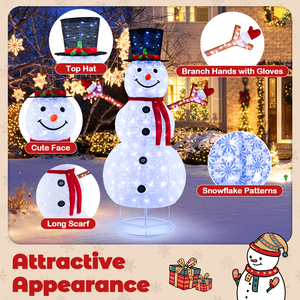 Top Hat
Branch Hands with Gloves
Cute Face
Snowflake Patterns
Long Scarf
Attractive
Appearance